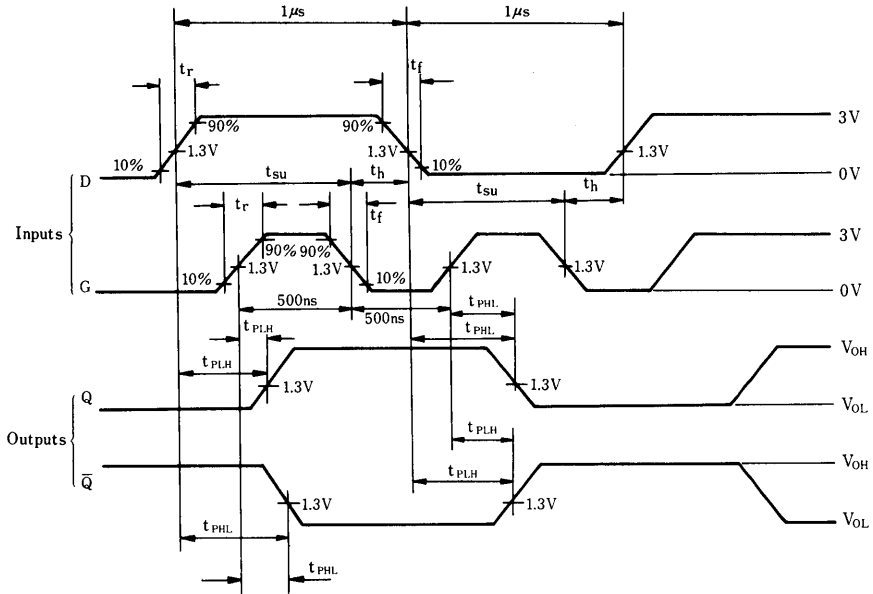 1μs 1μs
tr tf
90% 90% 3V
1.3V 1.3V 1.3V
10% 10%
D tsu th tsu th 0V
Inputs
tr tf
90% 90% 3V
1.3V 1.3V 1.3V 1.3V
10% 10%
G 0V
500ns 500ns tPHL
tPLH tPHL
tPLH VOH
1.3V 1.3V
Q VOL
Outputs
tPLH
Q̅ VOH
tPLH
1.3V 1.3V
tPHL VOL
tPHL